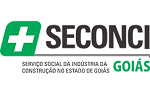 SECONCI
SERVIÇO SOCIAL DA INDÚSTRIA DA
CONSTRUÇÃO NO ESTADO DE GOIÁS
GOIÁS